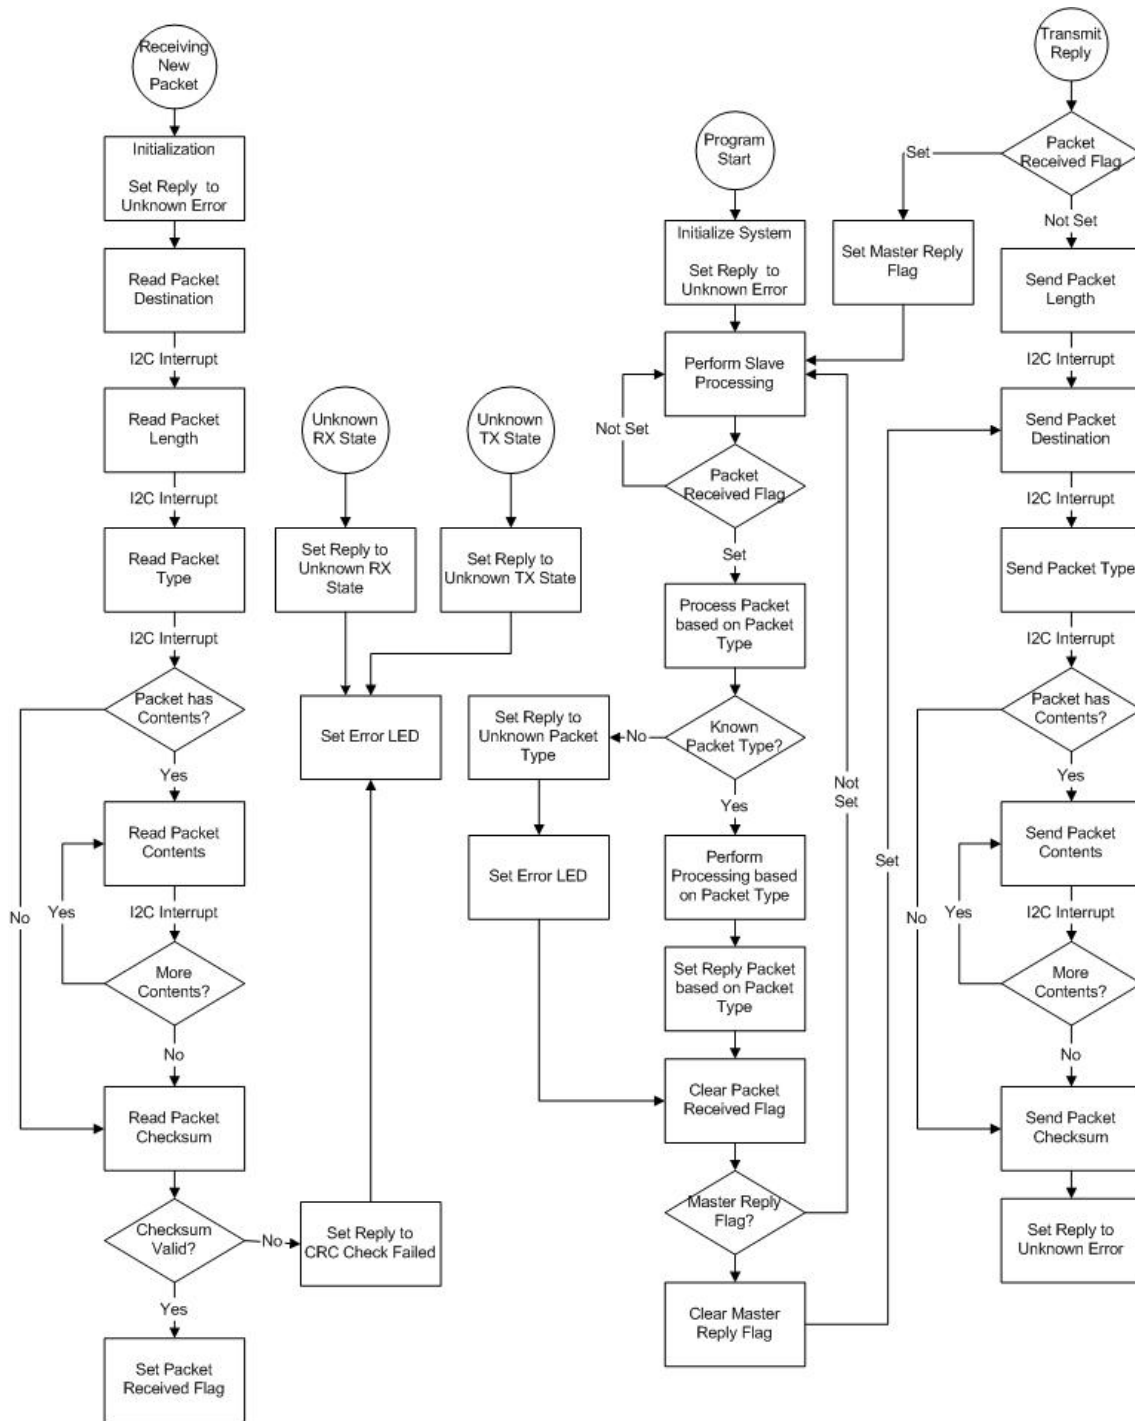 Receiving
New
Packet
Initialization
Set Reply to
Unknown Error
Read Packet
Destination
I2C Interrupt
Read Packet
Length
I2C Interrupt
Read Packet
Type
I2C Interrupt
Packet has
Contents?
Yes
Read Packet
Contents
No
Yes
I2C Interrupt
More
Contents?
No
Read Packet
Checksum
Checksum
Valid?
No
Yes
Set Packet
Received Flag
Unknown
RX State
Set Reply to
Unknown RX
State
Unknown
TX State
Set Reply to
Unknown TX State
Set Error LED
Set Reply to
CRC Check Failed
Program
Start
Initialize System
Set Reply to
Unknown Error
Perform Slave
Processing
Not Set
Packet
Received Flag
Set
Process Packet
based on Packet
Type
Known
Packet Type?
No
Set Reply to
Unknown Packet
Type
Set Error LED
Yes
Perform
Processing based
on Packet Type
Set Reply Packet
based on Packet
Type
Clear Packet
Received Flag
Master Reply
Flag?
Not
Set
Clear Master
Reply Flag
Set
Transmit
Reply
Packet
Received Flag
Set
Set Master Reply
Flag
Not Set
Send Packet
Length
I2C Interrupt
Send Packet
Destination
I2C Interrupt
Send Packet Type
I2C Interrupt
Packet has
Contents?
Yes
Send Packet
Contents
No
Yes
I2C Interrupt
More
Contents?
No
Send Packet
Checksum
Set Reply to
Unknown Error